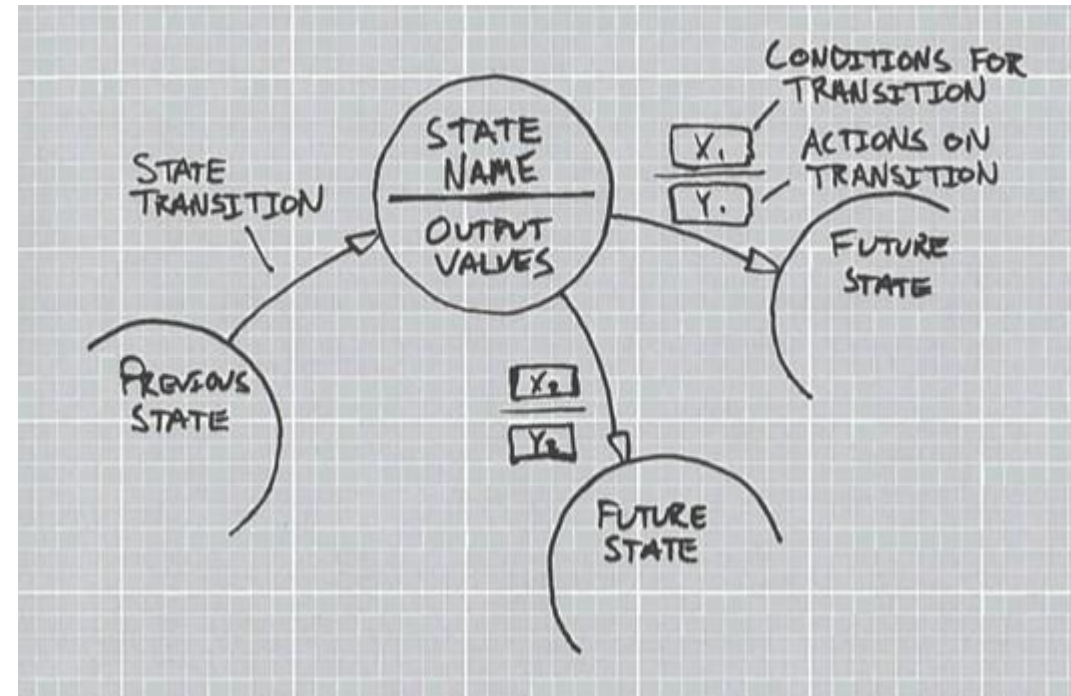 CONDITIONS FOR
TRANSITION
STATE
NAME
OUTPUT
VALUES
X1
Y1
ACTIONS ON
TRANSITION
STATE
TRANSITION
FUTURE
STATE
PREVIOUS
STATE
X2
Y2
FUTURE
STATE